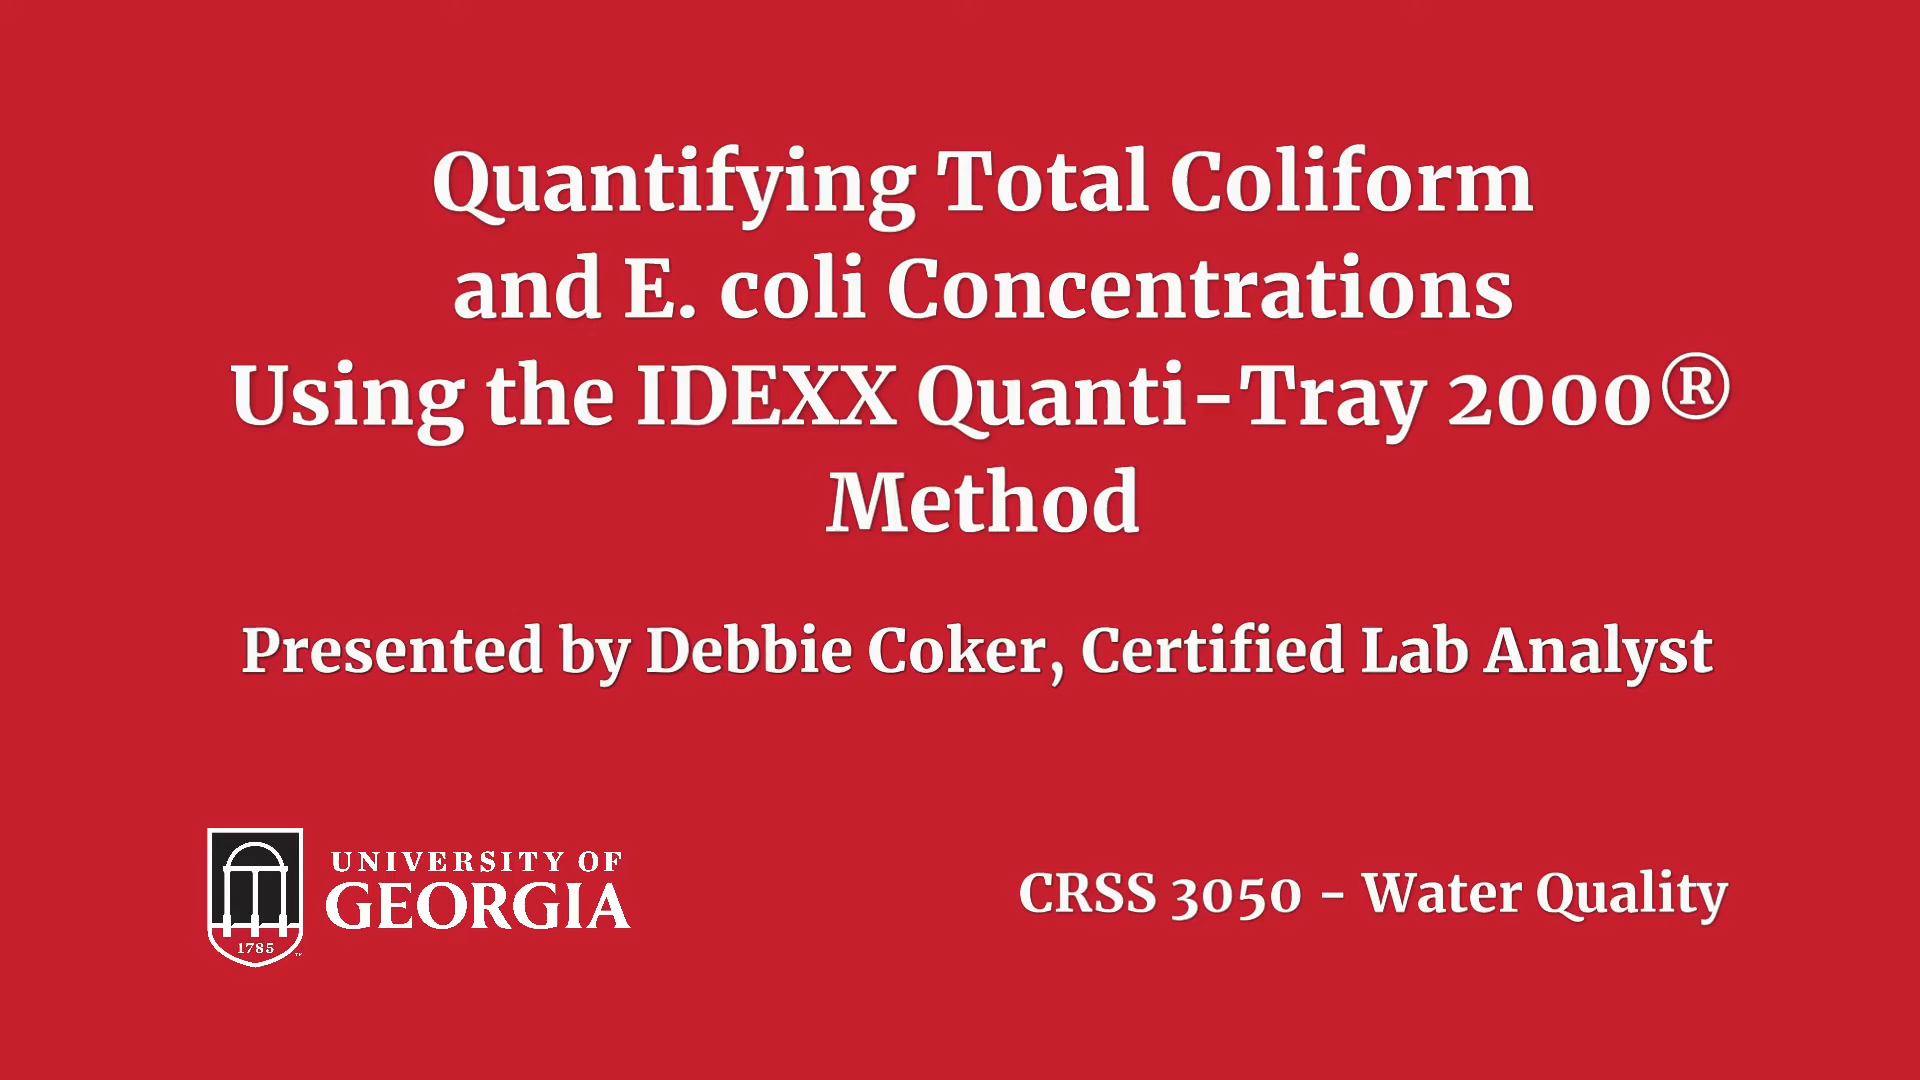 Quantifying Total Coliform
and E. coli Concentrations
Using the IDEXX Quanti-Tray 2000®
Method
Presented by Debbie Coker, Certified Lab Analyst
UNIVERSITY OF
GEORGIA
1785
TM
CRSS 3050 - Water Quality